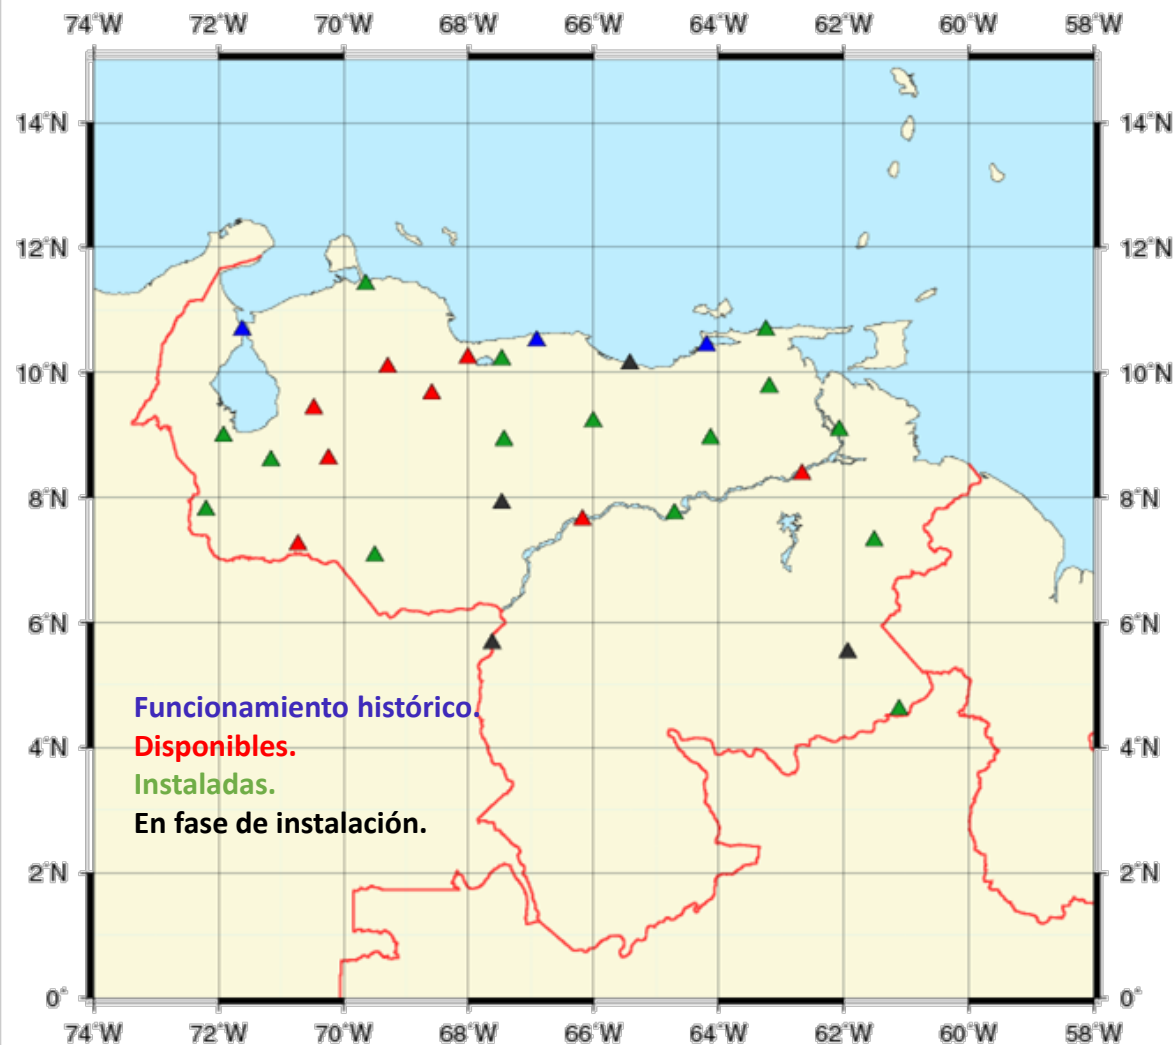 74°W 72°W 70°W 68°W 66°W 64°W 62°W 60°W 58°W
14°N 14°N
12°N 12°N
10°N 10°N
8°N 8°N
6°N 6°N
Funcionamiento histórico.
Disponibles.
4°N 4°N
Instaladas.
En fase de instalación.
2°N 2°N
0° 0°
74°W 72°W 70°W 68°W 66°W 64°W 62°W 60°W 58°W